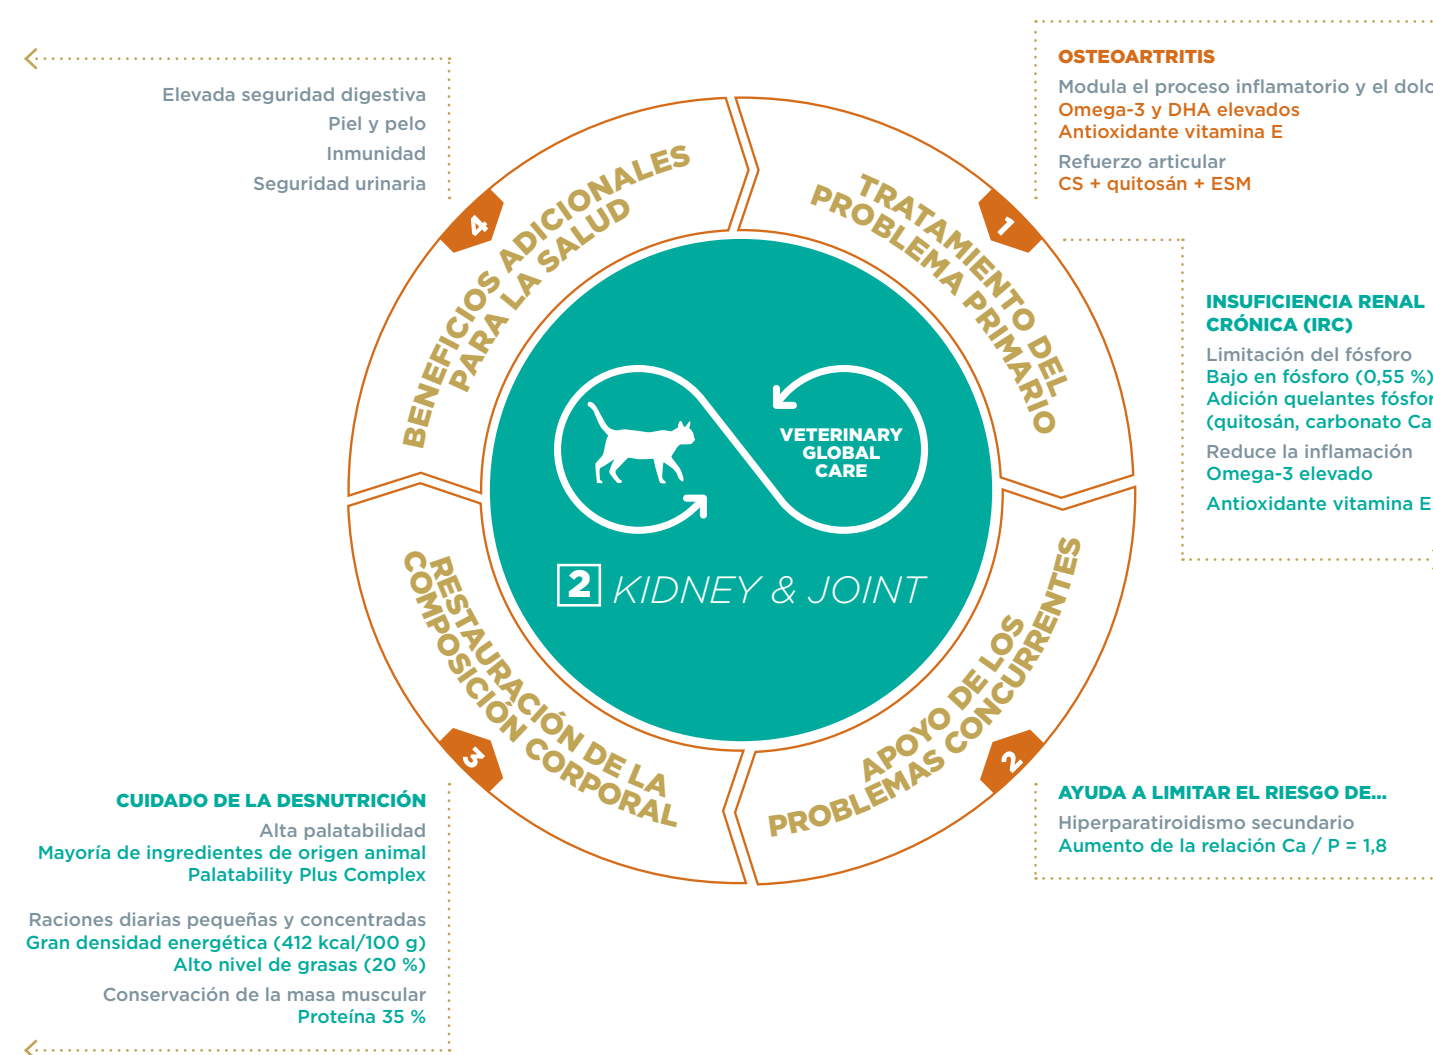 Elevada seguridad digestiva
Piel y pelo
Inmunidad
Seguridad urinaria
4
BENEFICIOS ADICIONALES
PARA LA SALUD
OSTEOARTRITIS
Modula el proceso inflamatorio y el
Omega-3 y DHA elevados
Antioxidante vitamina E
Refuerzo articular
CS + quitosán + ESM
1
TRATAMIENTO DEL
PROBLEMA PRIMARIO
INSUFICIENCIA RENAL
CRÓNICA (IRC)
Limitación del fósforo
Bajo en fósforo (0,55 %)
Adición quelantes
(quitosán, carbonato Ca
Reduce la inflamación
Omega-3 elevado
Antioxidante vitamina E
VETERINARY
GLOBAL
CARE
2 KIDNEY & JOINT
RESTAURACIÓN DE LA
COMPOSICIÓN CORPORAL
3
APOYO DE LOS
PROBLEMAS CONCURRENTES
2
CUIDADO DE LA DESNUTRICIÓN
Alta palatabilidad
Mayoría de ingredientes de origen animal
Palatability Plus Complex
Raciones diarias pequeñas y concentradas
Gran densidad energética (412 kcal/100 g)
Alto nivel de grasas (20 %)
Conservación de la masa muscular
Proteína 35 %
AYUDA A LIMITAR EL RIESGO DE...
Hiperparatiroidismo secundario
Aumento de la relación Ca / P = 1,8